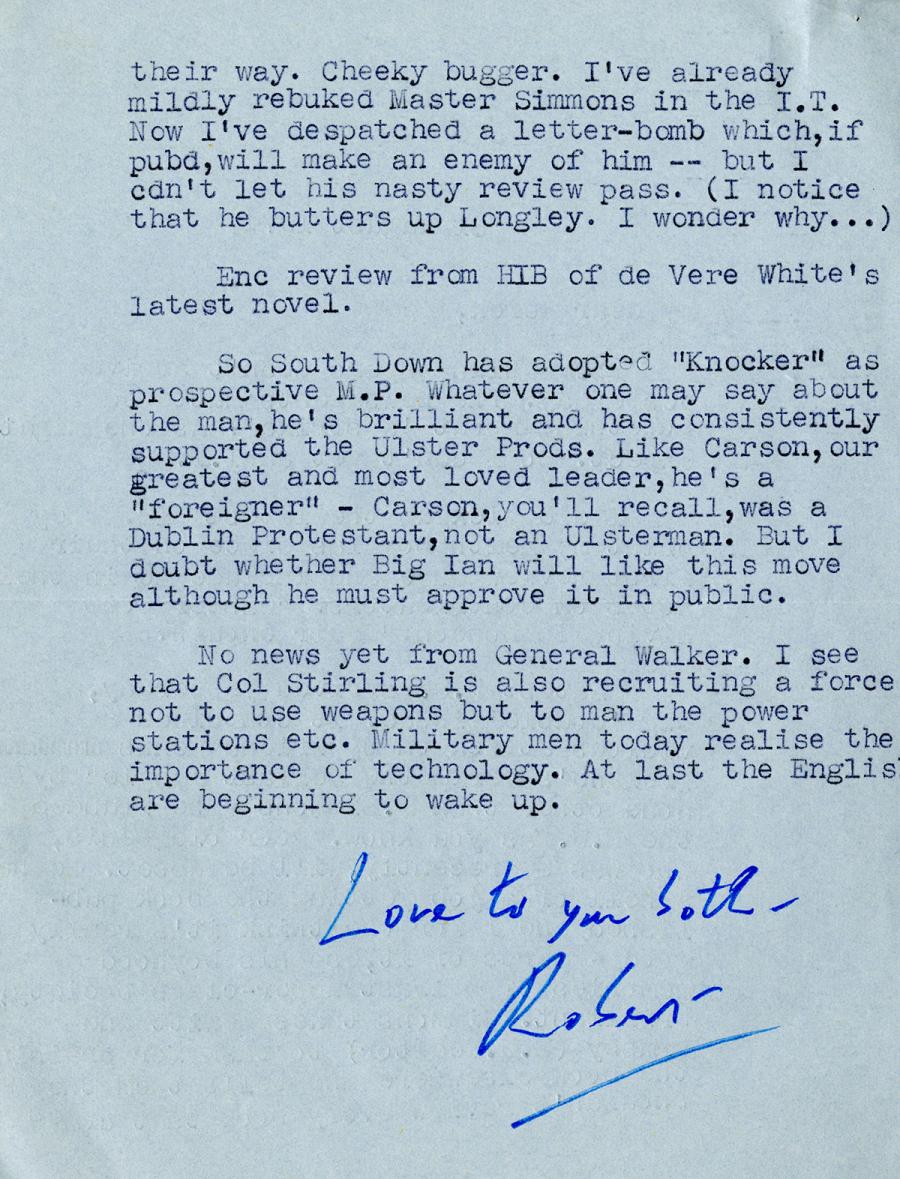 their way. Cheeky bugger. I've already
mildly rebuked Master Simmons in the I.T.
Now I've despatched a letter-bomb which,if
pubd,will make an enemy of him -- but I
cdn't let his nasty review pass. (I notice
that he butters up Longley. I wonder why...)
Enc review from HIB of de Vere White's
latest novel.
So South Down has adopted "Knocker" as
prospective M.P. Whatever one may say about
the man,he's brilliant and has consistently
supported the Ulster Prods. Like Carson,our
greatest and most loved leader,he's a
"foreigner" - Carson,you'll recall,was a
Dublin Protestant,not an Ulsterman. But I
doubt whether Big Ian will like this move
although he must approve it in public.
No news yet from General Walker. I see
that Col Stirling is also recruiting a force
not to use weapons but to man the power
stations etc. Military men today realise the
importance of technology. At last the Englis
are beginning to wake up.
Love to you both -
Robert